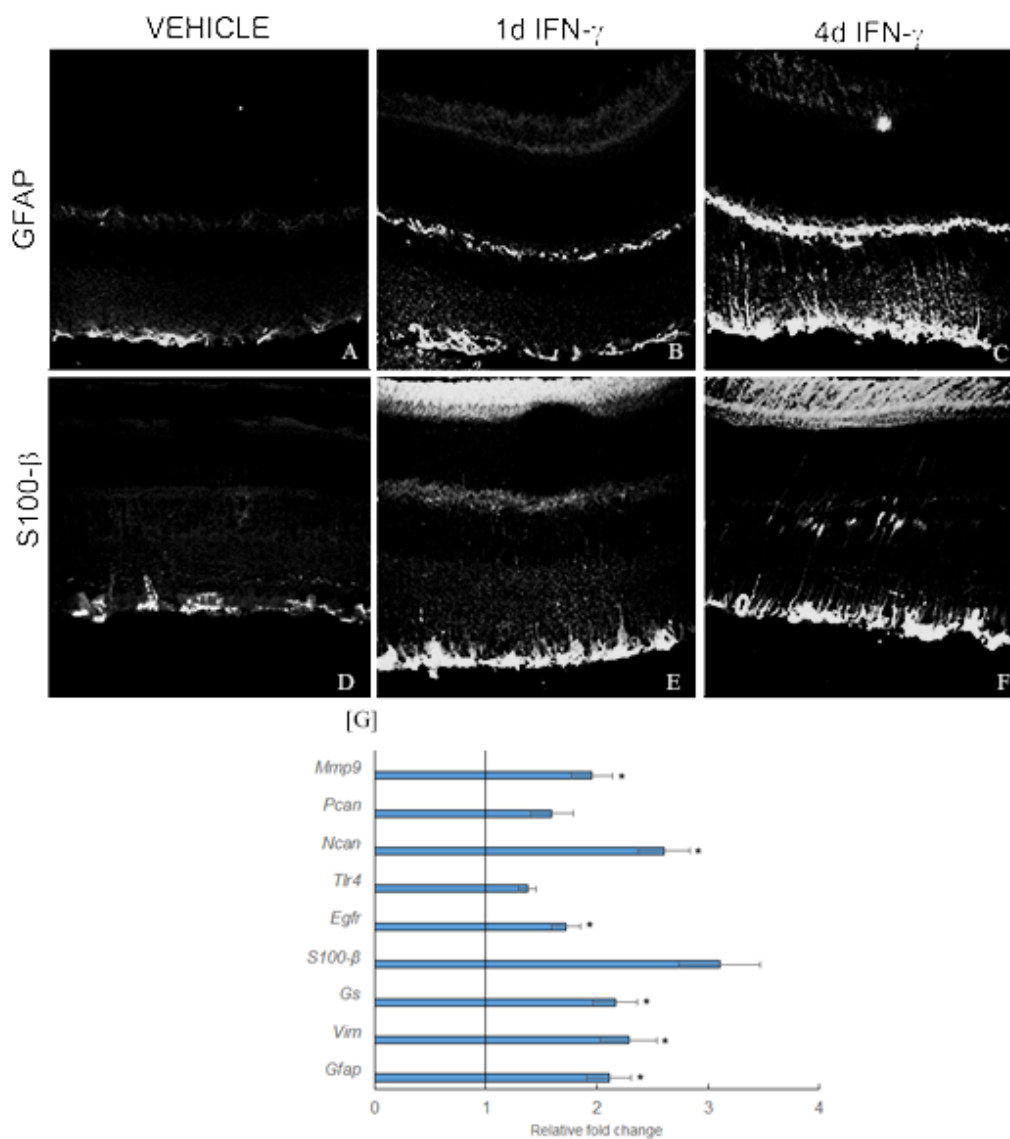 VEHICLE 1d IFN-γ 4d IFN-γ
GFAP
A B C
S100-β
D E F
[G]
Mmp9 *
Pcan
Ncan *
Tlr4
Egfr *
S100-β
Gs *
Vim *
Gfap *
0 1 2 3 4
Relative fold change